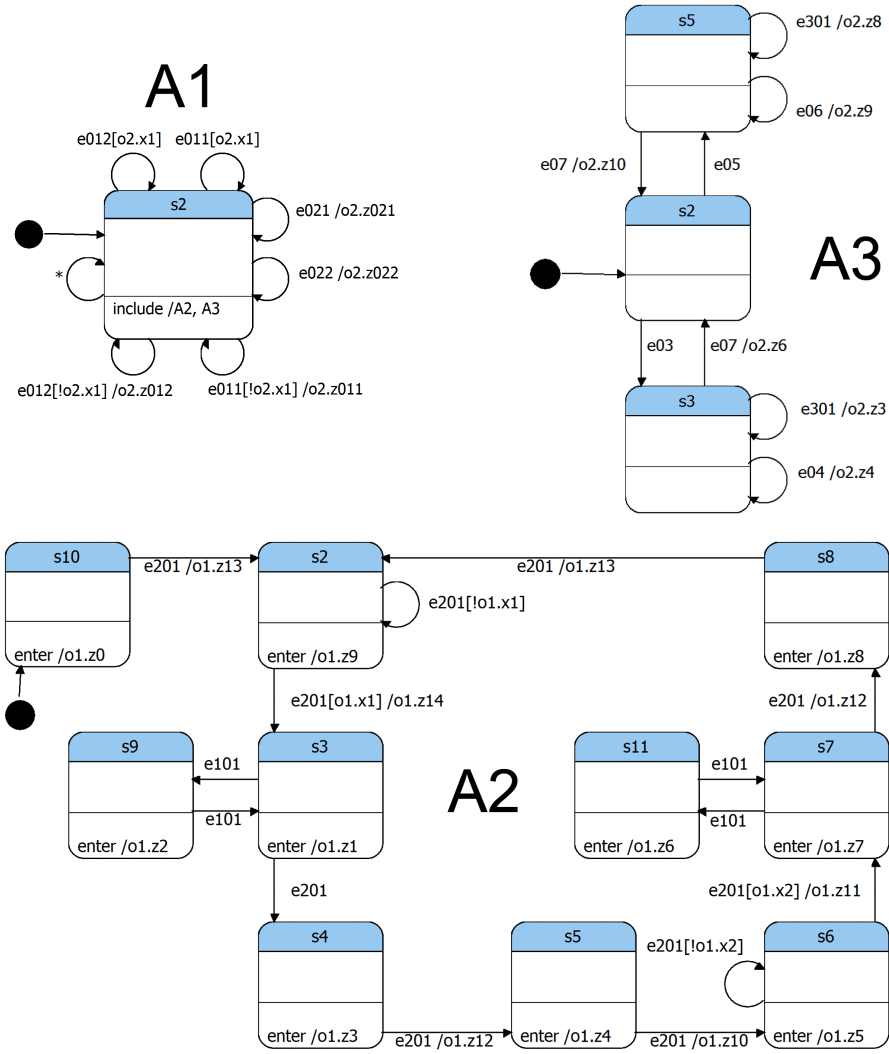 A1
e012[o2.x1]
e011[o2.x1]
s2
e021 /o2.z021
*
e022 /o2.z022
include /A2, A3
e012[!o2.x1] /o2.z012
e011[!o2.x1] /o2.z011
s5
e301 /o2.z8
e06 /o2.z9
e07 /o2.z10
e05
s2
A3
e03
e07 /o2.z6
s3
e301 /o2.z3
e04 /o2.z4
s10
enter /o1.z0
e201 /o1.z13
s2
enter /o1.z9
e201[!o1.x1]
e201 /o1.z13
s8
enter /o1.z8
e201[o1.x1] /o1.z14
e201 /o1.z12
s9
enter /o1.z2
e101
e101
s3
enter /o1.z1
A2
s11
enter /o1.z6
e101
e101
s7
enter /o1.z7
e201
e201[o1.x2] /o1.z11
s4
enter /o1.z3
e201 /o1.z12
s5
enter /o1.z4
e201 /o1.z10
e201[!o1.x2]
s6
enter /o1.z5